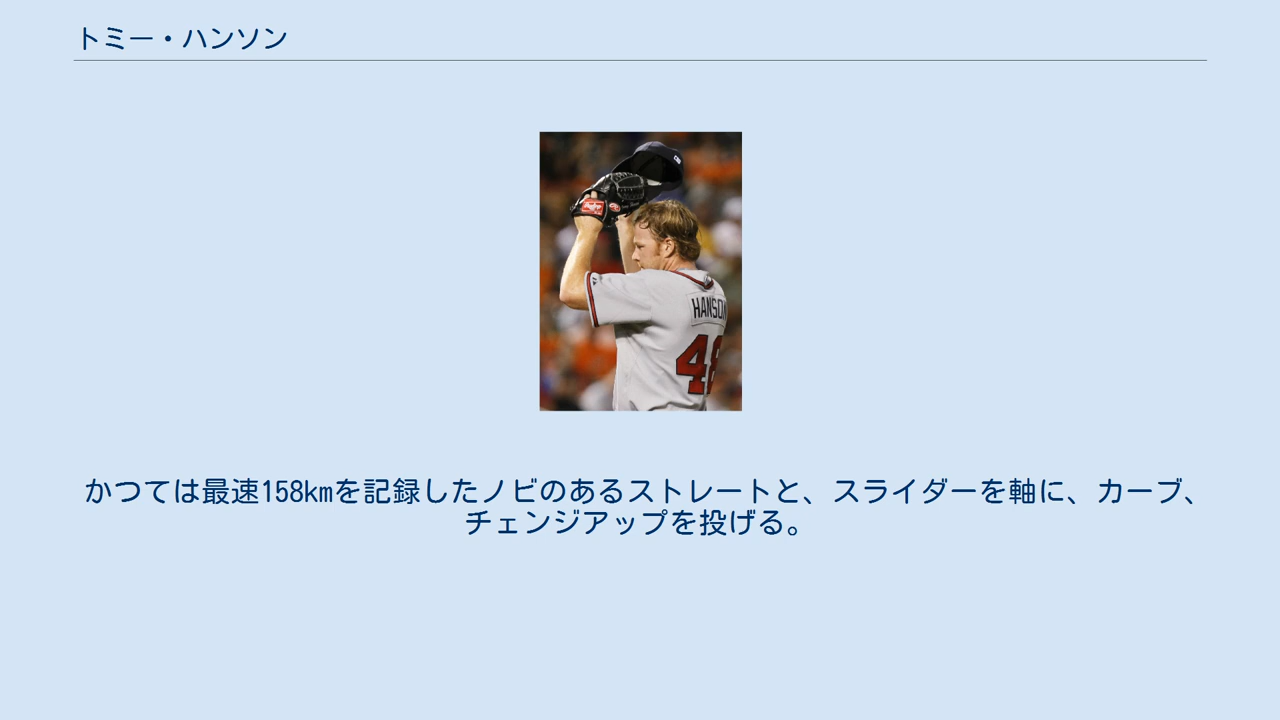 トミー・ハンソン
HANSON
48
かつては最速158kmを記録したノビのあるストレートと、スライダーを軸に、カーブ、
チェンジアップを投げる。